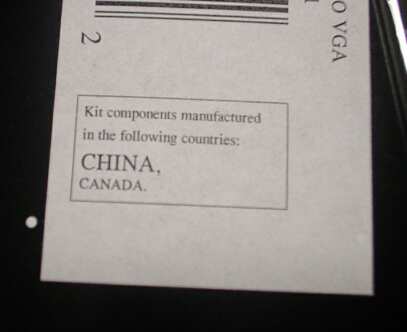 2
O VGA
Kit components manufactured
in the following countries:
CHINA,
CANADA.